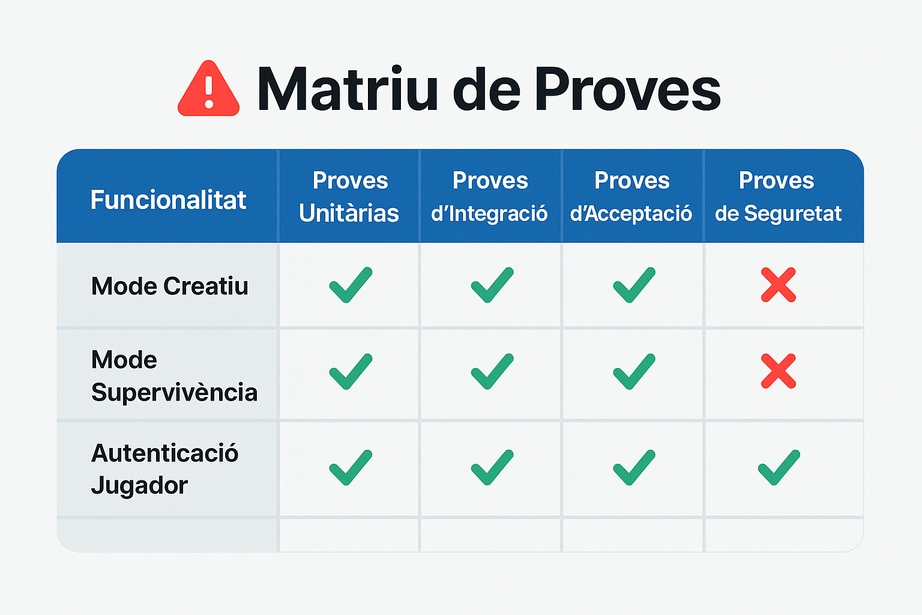 Matriu de Proves
Funcionalitat
Proves
Unitàrias
Proves
d'Integració
Proves
d'Acceptació
Proves
de Seguretat
Mode Creatiu
Mode
Supervivència
Autenticació
Jugador